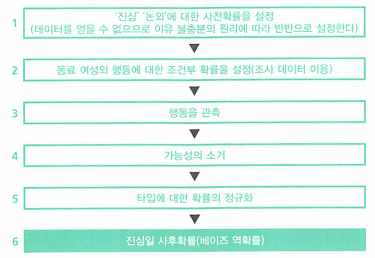 1 '진심' '논외'에 대한 사전확률을 설정
(데이터를 얻을 수 없으므로 이유 불충분의 원리에 따라 반반으로 설정한다)
2 동료 여성의 행동에 대한 조건부 확률을 설정(조사 데이터 이용)
3 행동을 관측
4 가능성의 소거
5 타입에 대한 확률의 정규화
6 진심일 사후확률(베이즈 역확률)